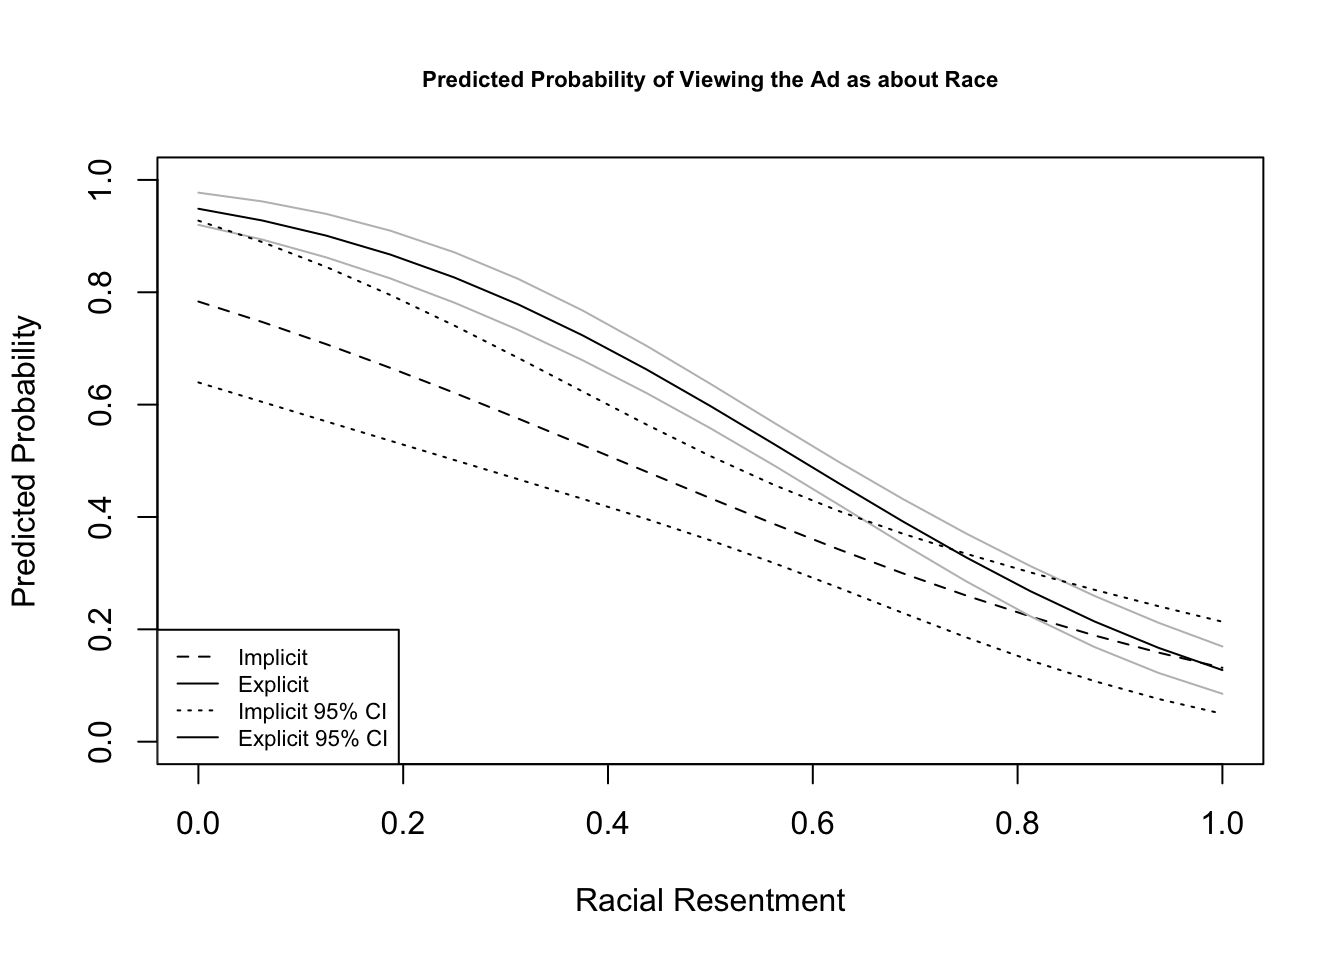 Predicted Probability of Viewing the Ad as about Race
Predicted Probability
1.0
0.8
0.6
0.4
0.2
0.0
Implicit
Explicit
Implicit 95% CI
Explicit 95% CI
0.0 0.2 0.4 0.6 0.8 1.0
Racial Resentment